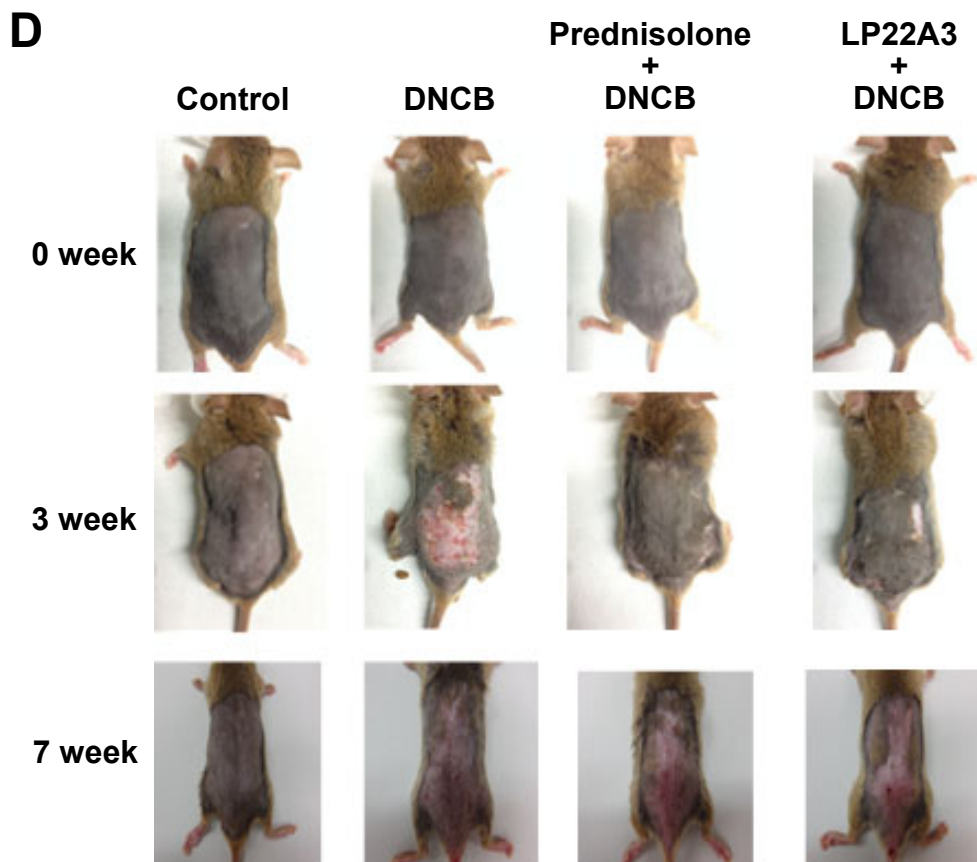 D
Control
DNCB
Prednisolone
+
DNCB
LP22A3
+
DNCB
0 week
3 week
7 week